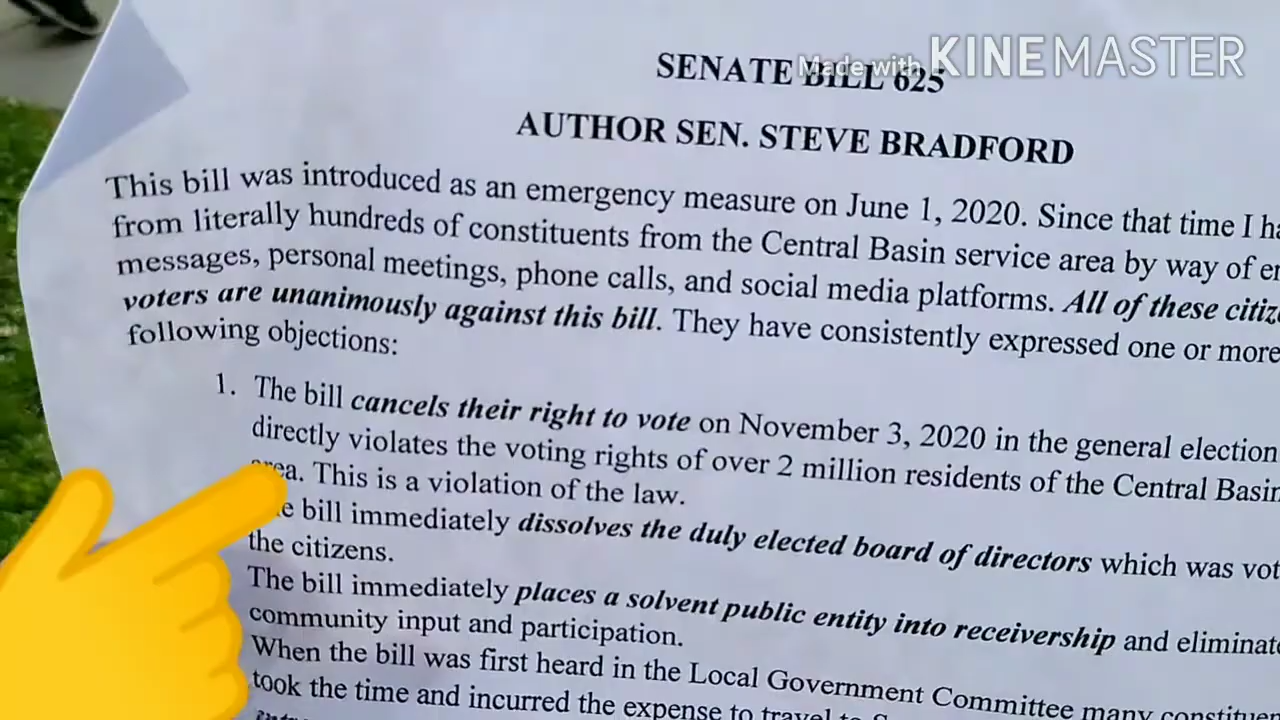 Made with KINEMASTER
SENATE BILL 625
AUTHOR SEN. STEVE BRADFORD
This bill was introduced as an emergency measure on June 1, 2020. Since that time I
from literally hundreds of constituents from the Central Basin service area by way of
messages, personal meetings, phone calls, and social media platforms. All of these
voters are unanimously against this bill. They have consistently expressed one or more
following objections:
1. The bill cancels their right to vote on November 3, 2020 in the general election
directly violates the voting rights of over 2 million residents of the Central Basin
area. This is a violation of the law.
bill immediately dissolves the duly elected board of directors which was
the citizens.
The bill immediately places a solvent public entity into receivership and
community input and participation.
When the bill was first heard in the Local Government Committee many
took the time and incurred the expense to travel to